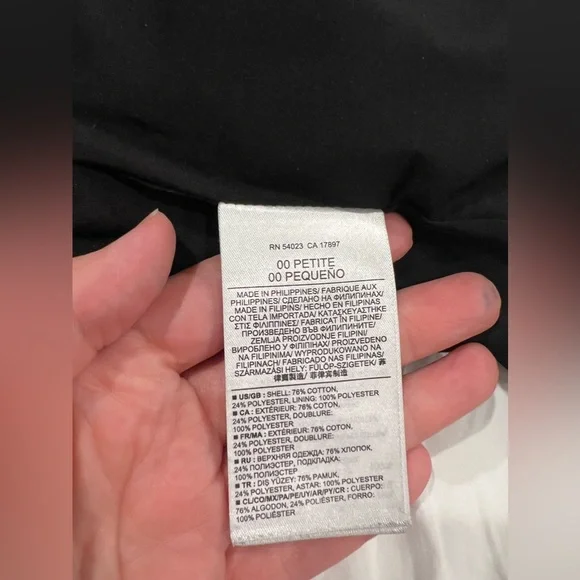 RN 54023 CA 17897
00 PETITE
00 PEQUEÑO
MADE IN PHILIPPINES/ FABRIQUE AUX
PHILIPPINES/ СДЕЛАНО НА ФИЛИПИНАХ/
MADE IN FILIPINS/ HECHO EN FILIPINAS
CON TELA IMPORTADA/ ΚΑΤΑΣΚΕΥΑΣΤΗΚΕ
ΣΤΙΣ ΦΙΛΙΠΠΙΝΕΣ/ FABRICAT ÎN FILIPINE/
ПРОИЗВЕДЕНО ВЪВ ФИЛИПИНИТЕ/
ZEMLJA PROIZVODNJE FILIPINI/
ВИРОБЛЕНО У ФІЛІПІНАХ/ WYPRODUKOWANO
NA FILIPINIMA/ WYPRODUKOWANO NA
FILIPINACH/ FABRICADO NAS FILIPINAS/
SZÁRMAZÁSI HELY: FÜLÖP-SZIGETEK/ 菲
律賓製造/ 菲律宾制造
■ US/GB : SHELL: 76% COTTON,
24% POLYESTER, LINING: 100% POLYESTER
■ CA : EXTÉRIEUR: 76% COTON,
24% POLYESTER, DOUBLURE:
100% POLYESTER
■ FR/MA : EXTÉRIEUR: 76% COTON,
24% POLYESTER, DOUBLURE:
100% POLYESTER
■ RU : ВЕРХНЯЯ ОДЕЖДА: 76% ХЛОПОК,
24% ПОЛИЭСТЕР, ПОДКЛАДКА:
100% ПОЛИЭСТЕР
■ TR : DIŞ YÜZEY: 76% PAMUK,
24% POLYESTER, ASTAR: 100% POLYESTER
■ CL/CO/MX/PA/PE/UY/AR/PY/CR : CUERPO:
76% ALGODON, 24% POLIÉSTER, FORRO:
100% POLIÉSTER